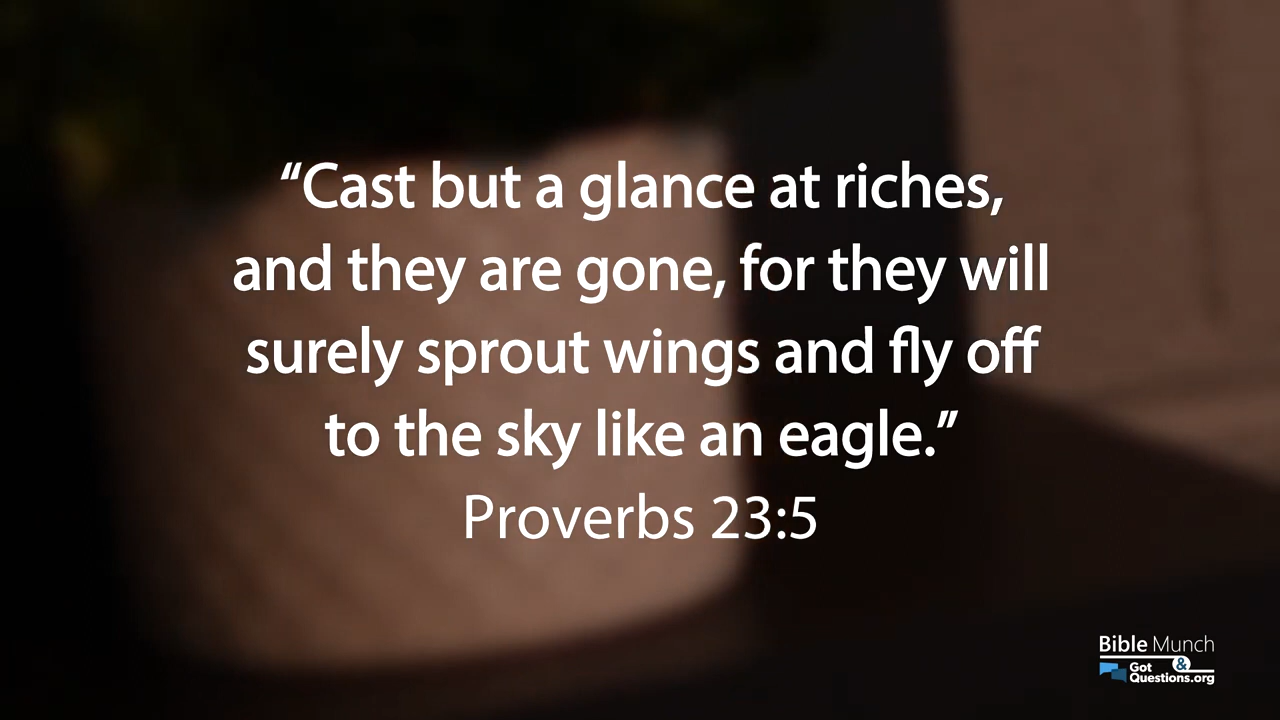 “Cast but a glance at riches,
and they are gone, for they will
surely sprout wings and fly off
to the sky like an eagle.”
Proverbs 23:5
Bible Munch
&
Got
Questions.org